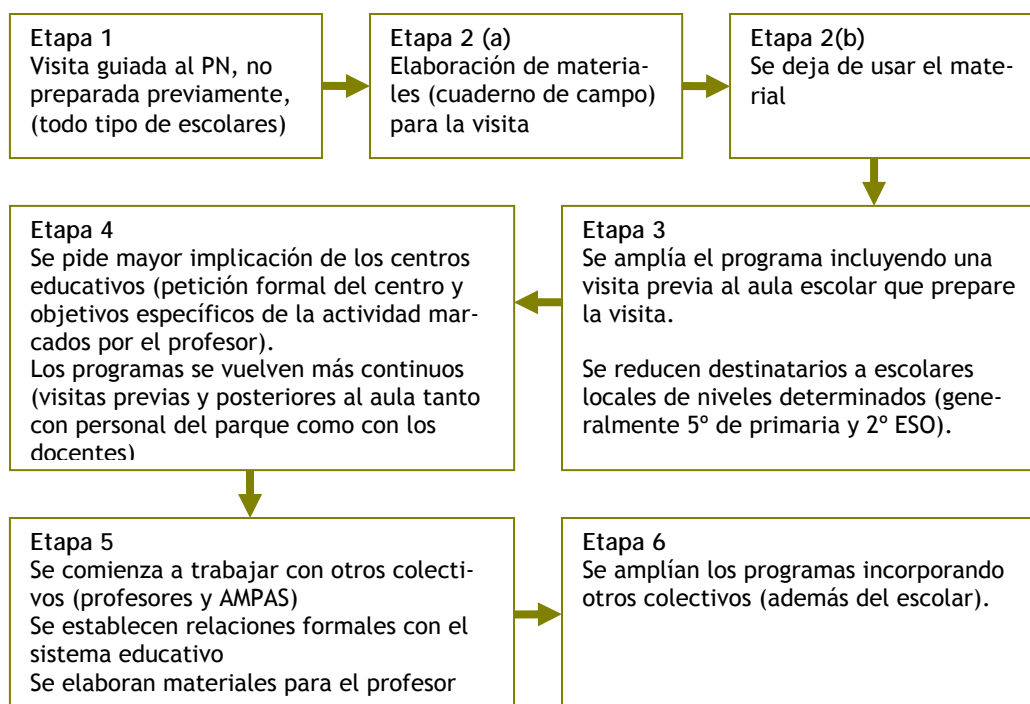 Etapa 1
Visita guiada al PN, no
preparada previamente,
(todo tipo de escolares)
Etapa 2 (a)
Elaboración de materia-
les (cuaderno de campo)
para la visita
Etapa 2(b)
Se deja de usar el mate-
rial
Etapa 3
Se amplía el programa incluyendo una
visita previa al aula escolar que prepare
la visita.
Se reducen destinatarios a escolares
locales de niveles determinados (gene-
ralmente 5º de primaria y 2º ESO).
Etapa 4
Se pide mayor implicación de los centros
educativos (petición formal del centro y
objetivos específicos de la actividad mar-
cados por el profesor).
Los programas se vuelven más continuos
(visitas previas y posteriores al aula tanto
con personal del parque como con los
docentes)
Etapa 5
Se comienza a trabajar con otros colecti-
vos (profesores y AMPAS)
Se establecen relaciones formales con el
sistema educativo
Se elaboran materiales para el profesor
Etapa 6
Se amplían los programas incorporando
otros colectivos (además del escolar).